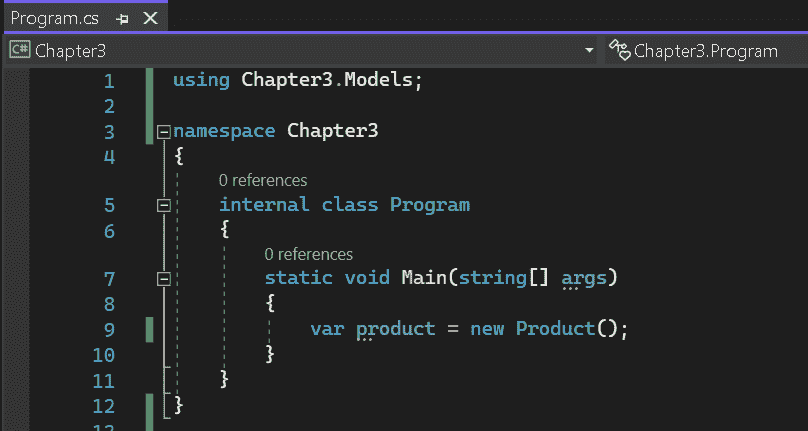 Program.cs
C# Chapter3 Chapter3.Program
1 using Chapter3.Models;
2
3 namespace Chapter3
4 {
0 references
5 internal class Program
6 {
0 references
7 static void Main(string[] args)
8 {
9 var product = new Product();
10 }
11 }
12 }